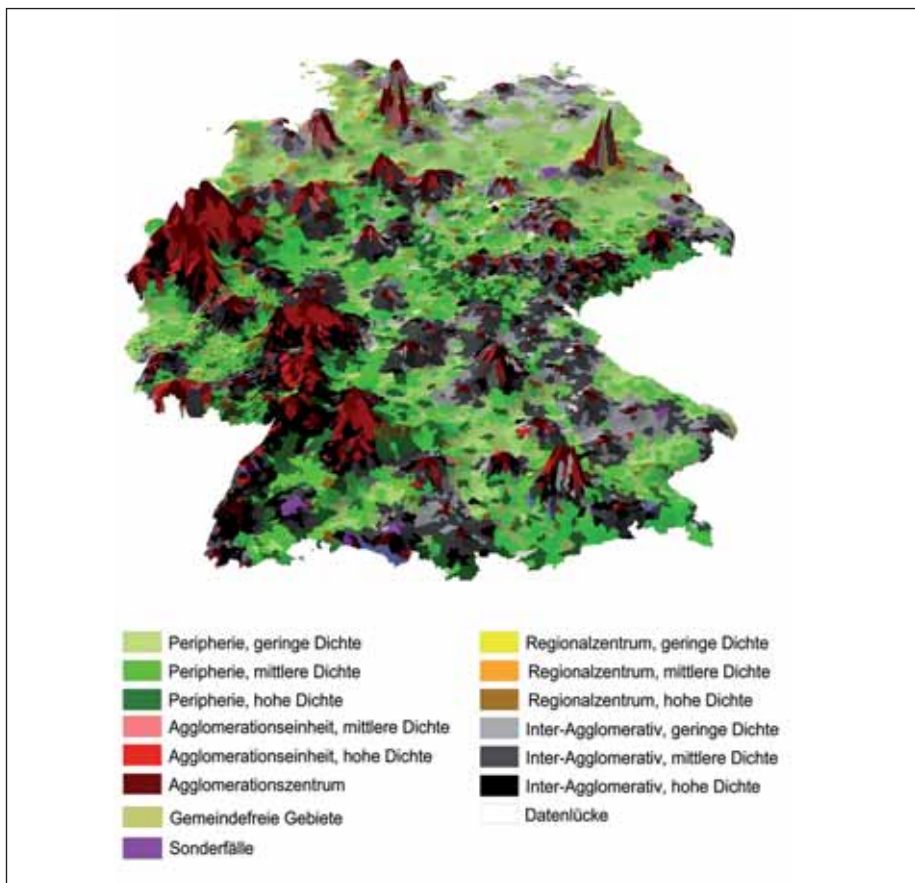 Peripherie, geringe Dichte
Peripherie, mittlere Dichte
Peripherie, hohe Dichte
Agglomerationseinheit, mittlere Dichte
Agglomerationseinheit, hohe Dichte
Agglomerationszentrum
Gemeindefreie Gebiete
Sonderfälle
Regionalzentrum, geringe Dichte
Regionalzentrum, mittlere Dichte
Regionalzentrum, hohe Dichte
Inter-Agglomerativ, geringe Dichte
Inter-Agglomerativ, mittlere Dichte
Inter-Agglomerativ, hohe Dichte
Datenlücke